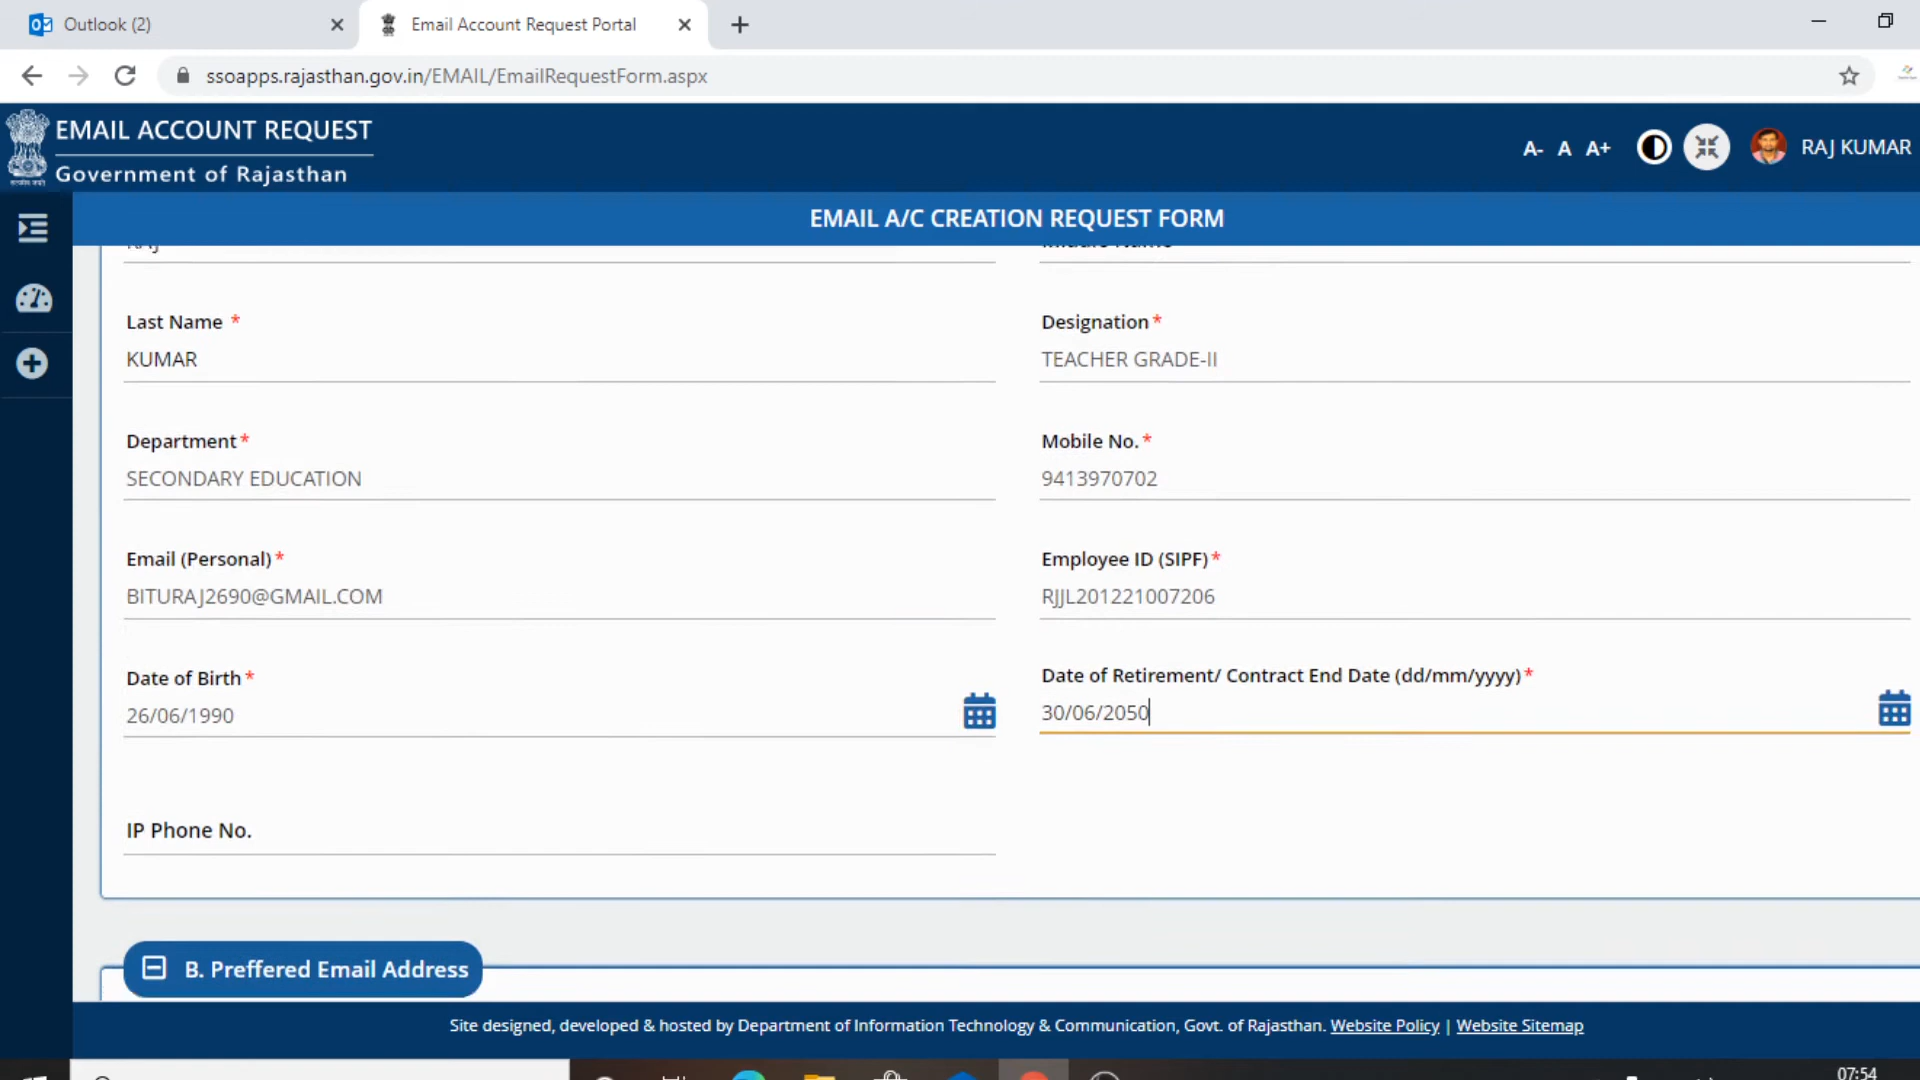 Outlook (2)
Email Account Request Portal
ssoapps.rajasthan.gov.in/EMAIL/EmailRequestForm.aspx
EMAIL ACCOUNT REQUEST
Government of Rajasthan
A- A A+
RAJ KUMAR
EMAIL A/C CREATION REQUEST FORM
Last Name *
KUMAR
Designation *
TEACHER GRADE-II
Department *
SECONDARY EDUCATION
Mobile No. *
9413970702
Email (Personal) *
BITURAJ2690@GMAIL.COM
Employee ID (SIPF) *
RJJL201221007206
Date of Birth *
26/06/1990
Date of Retirement/ Contract End Date (dd/mm/yyyy) *
30/06/2050
IP Phone No.
B. Preffered Email Address
Site designed, developed & hosted by Department of Information Technology & Communication, Govt. of Rajasthan. Website Policy | Website Sitemap
07:54